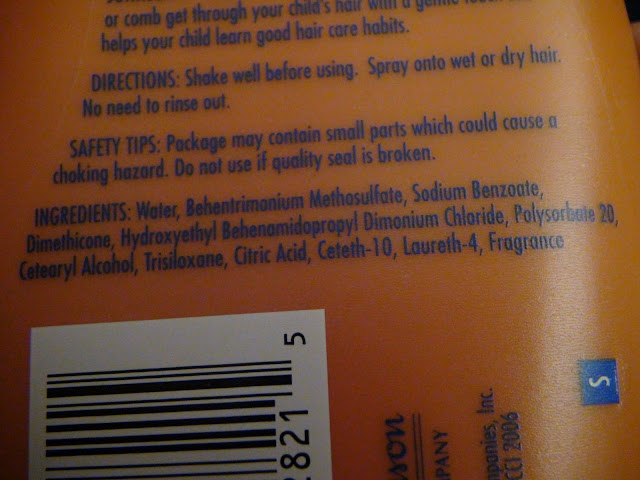 or comb get through your child's hair with a gentle touch
helps your child learn good hair care habits.
DIRECTIONS: Shake well before using. Spray onto wet or dry hair.
No need to rinse out.
SAFETY TIPS: Package may contain small parts which could cause a
choking hazard. Do not use if quality seal is broken.
INGREDIENTS: Water, Behentrimonium Methosulfate, Sodium Benzoate,
Dimethicone, Hydroxyethyl Behenamidopropyl Dimonium Chloride, Polysorbate 20,
Cetearyl Alcohol, Trisiloxane, Citric Acid, Ceteth-10, Laureth-4, Fragrance
5
2821
son
PANY
mpanies, Inc.
CCI 2006
S